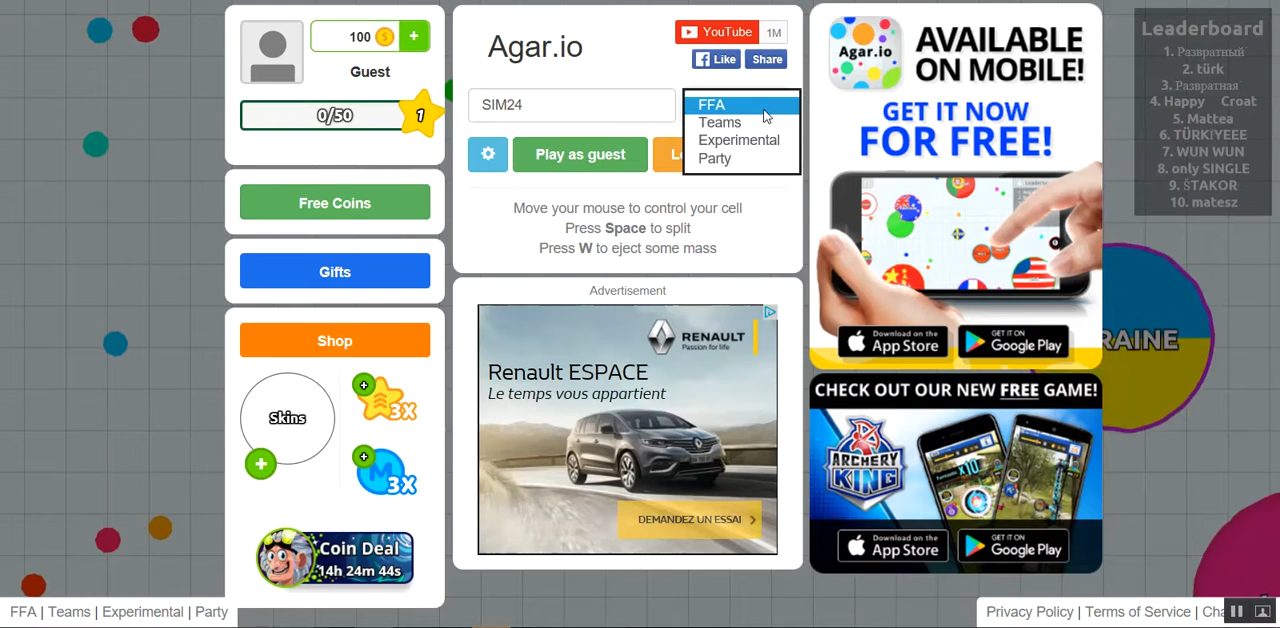 100
+
Guest
0/50
1
Free Coins
Gifts
Shop
Skins
3X
3X
Coin Deal
14h 24m 44s
Agar.io
YouTube
1M
Like
Share
SIM24
FFA
Teams
Experimental
Party
Play as guest
Move your mouse to control your cell
Press Space to split
Press W to eject some mass
Advertisement
RENAULT
Passion for life
Renault ESPACE
Le temps vous appartient
DEMANDEZ UN ESSAI
Agar.io
AVAILABLE
ON MOBILE!
GET IT NOW
FOR FREE!
Download on the
App Store
GET IT ON
Google Play
CHECK OUT OUR NEW FREE GAME!
ARCHERY
KING
X10
Download on the
App Store
GET IT ON
Google Play
Leaderboard
1. Развратный
2. türk
3. Развратная
4. Happy Croat
5. Mattea
6. TÜRK!YEEE
7. WUN WUN
8. only SINGLE
9. ŠTAKOR
10. matesz
RAINE
FFA | Teams | Experimental | Party
Privacy Policy | Terms of Service |